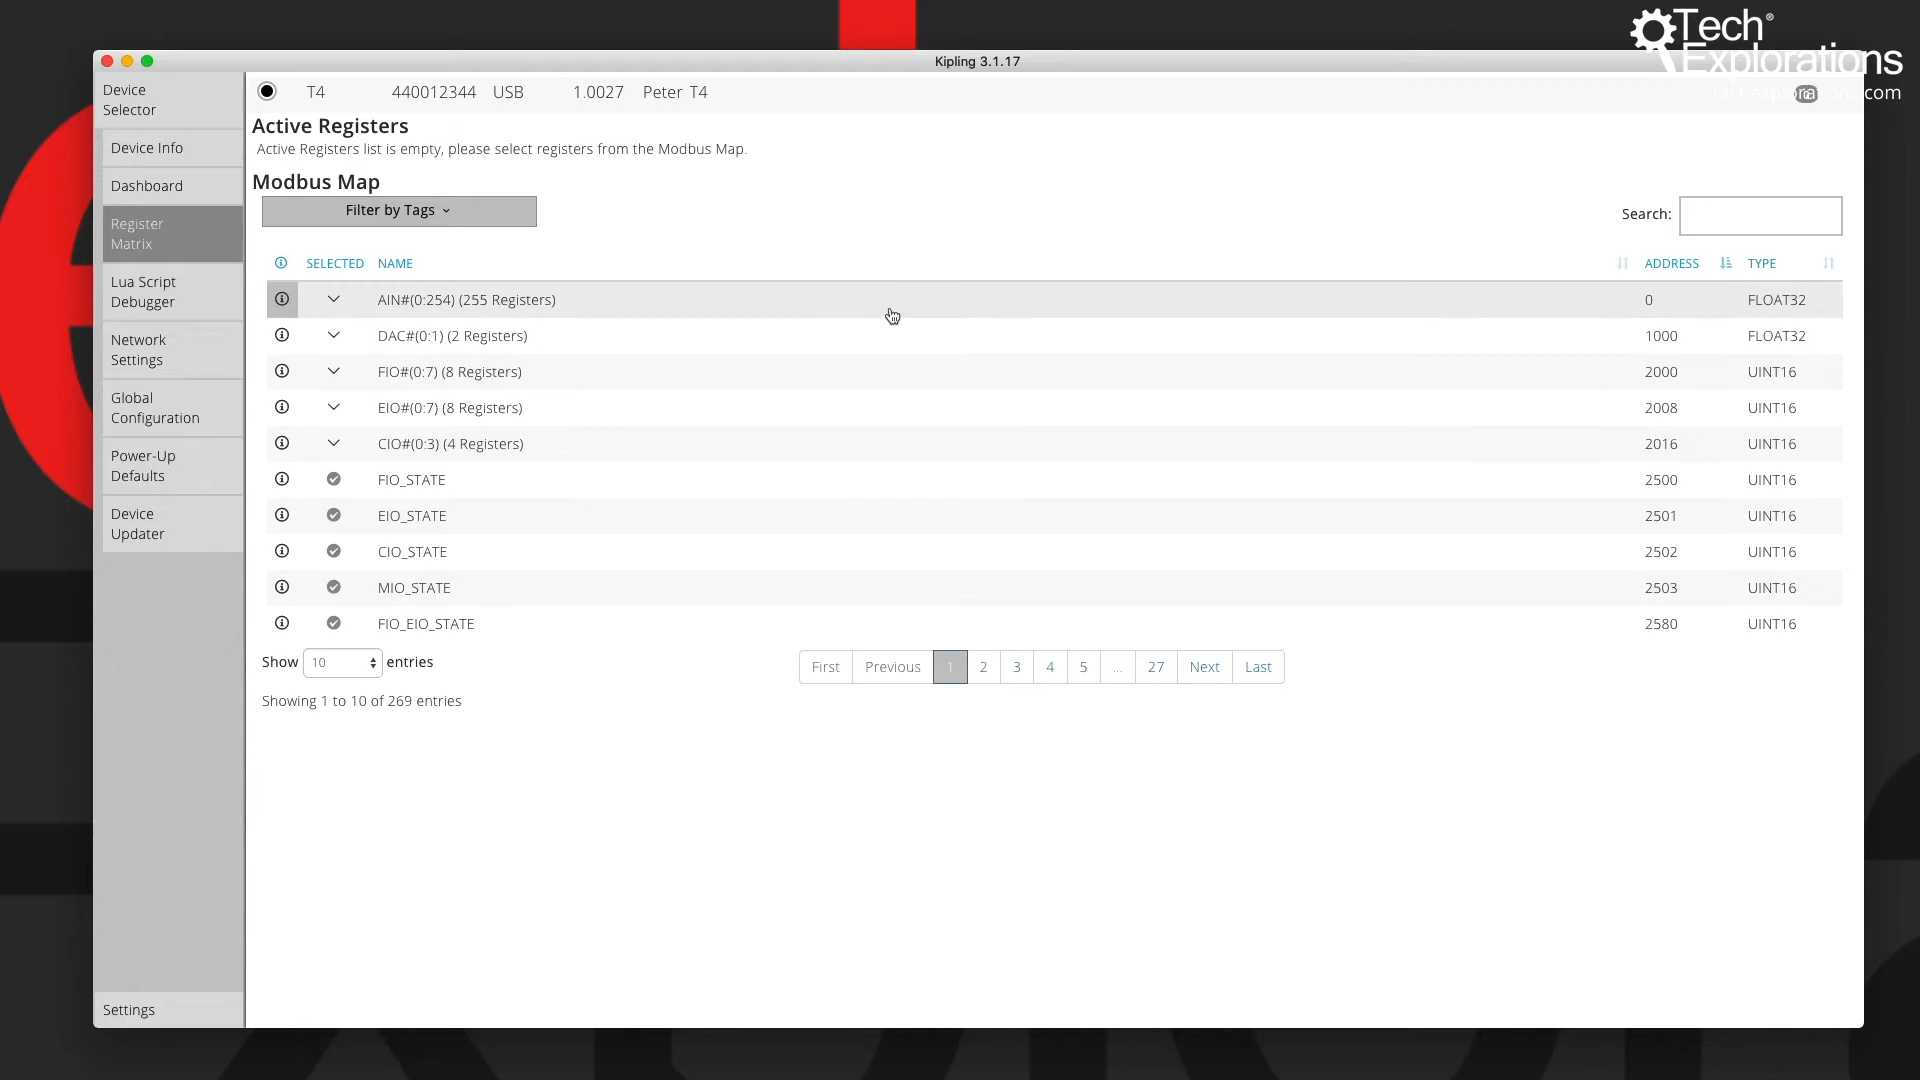 Tech®
Explorations
Kipling 3.1.17
Device
Selector
Device Info
Dashboard
Register
Matrix
Lua Script
Debugger
Network
Settings
Global
Configuration
Power-Up
Defaults
Device
Updater
Settings
T4 440012344 USB 1.0027 Peter T4
Active Registers
Active Registers list is empty, please select registers from the Modbus Map.
Modbus Map
Filter by Tags
Search:
SELECTED NAME ADDRESS TYPE
AIN#(0:254) (255 Registers) 0 FLOAT32
DAC#(0:1) (2 Registers) 1000 FLOAT32
FIO#(0:7) (8 Registers) 2000 UINT16
EIO#(0:7) (8 Registers) 2008 UINT16
CIO#(0:3) (4 Registers) 2016 UINT16
FIO_STATE 2500 UINT16
EIO_STATE 2501 UINT16
CIO_STATE 2502 UINT16
MIO_STATE 2503 UINT16
FIO_EIO_STATE 2580 UINT16
Show 10 entries
First Previous 1 2 3 4 5 ... 27 Next Last
Showing 1 to 10 of 269 entries